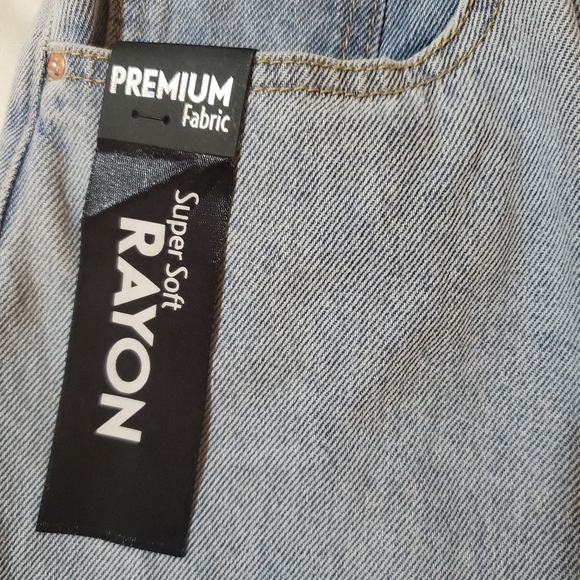 PREMIUM
Fabric
Super Soft
RAYON